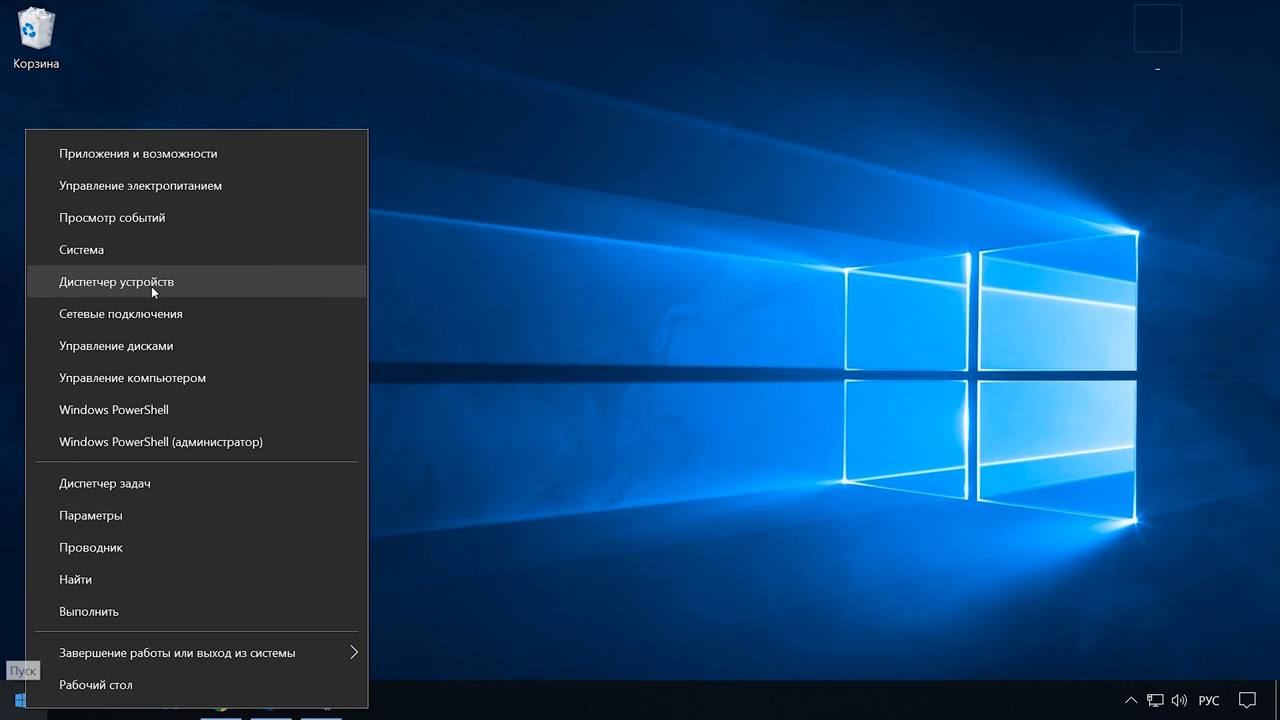 Корзина
Приложения и возможности
Управление электропитанием
Просмотр событий
Система
Диспетчер устройств
Сетевые подключения
Управление дисками
Управление компьютером
Windows PowerShell
Windows PowerShell (администратор)
Диспетчер задач
Параметры
Проводник
Найти
Выполнить
Завершение работы или выход из системы
Рабочий стол
Пуск
РУС